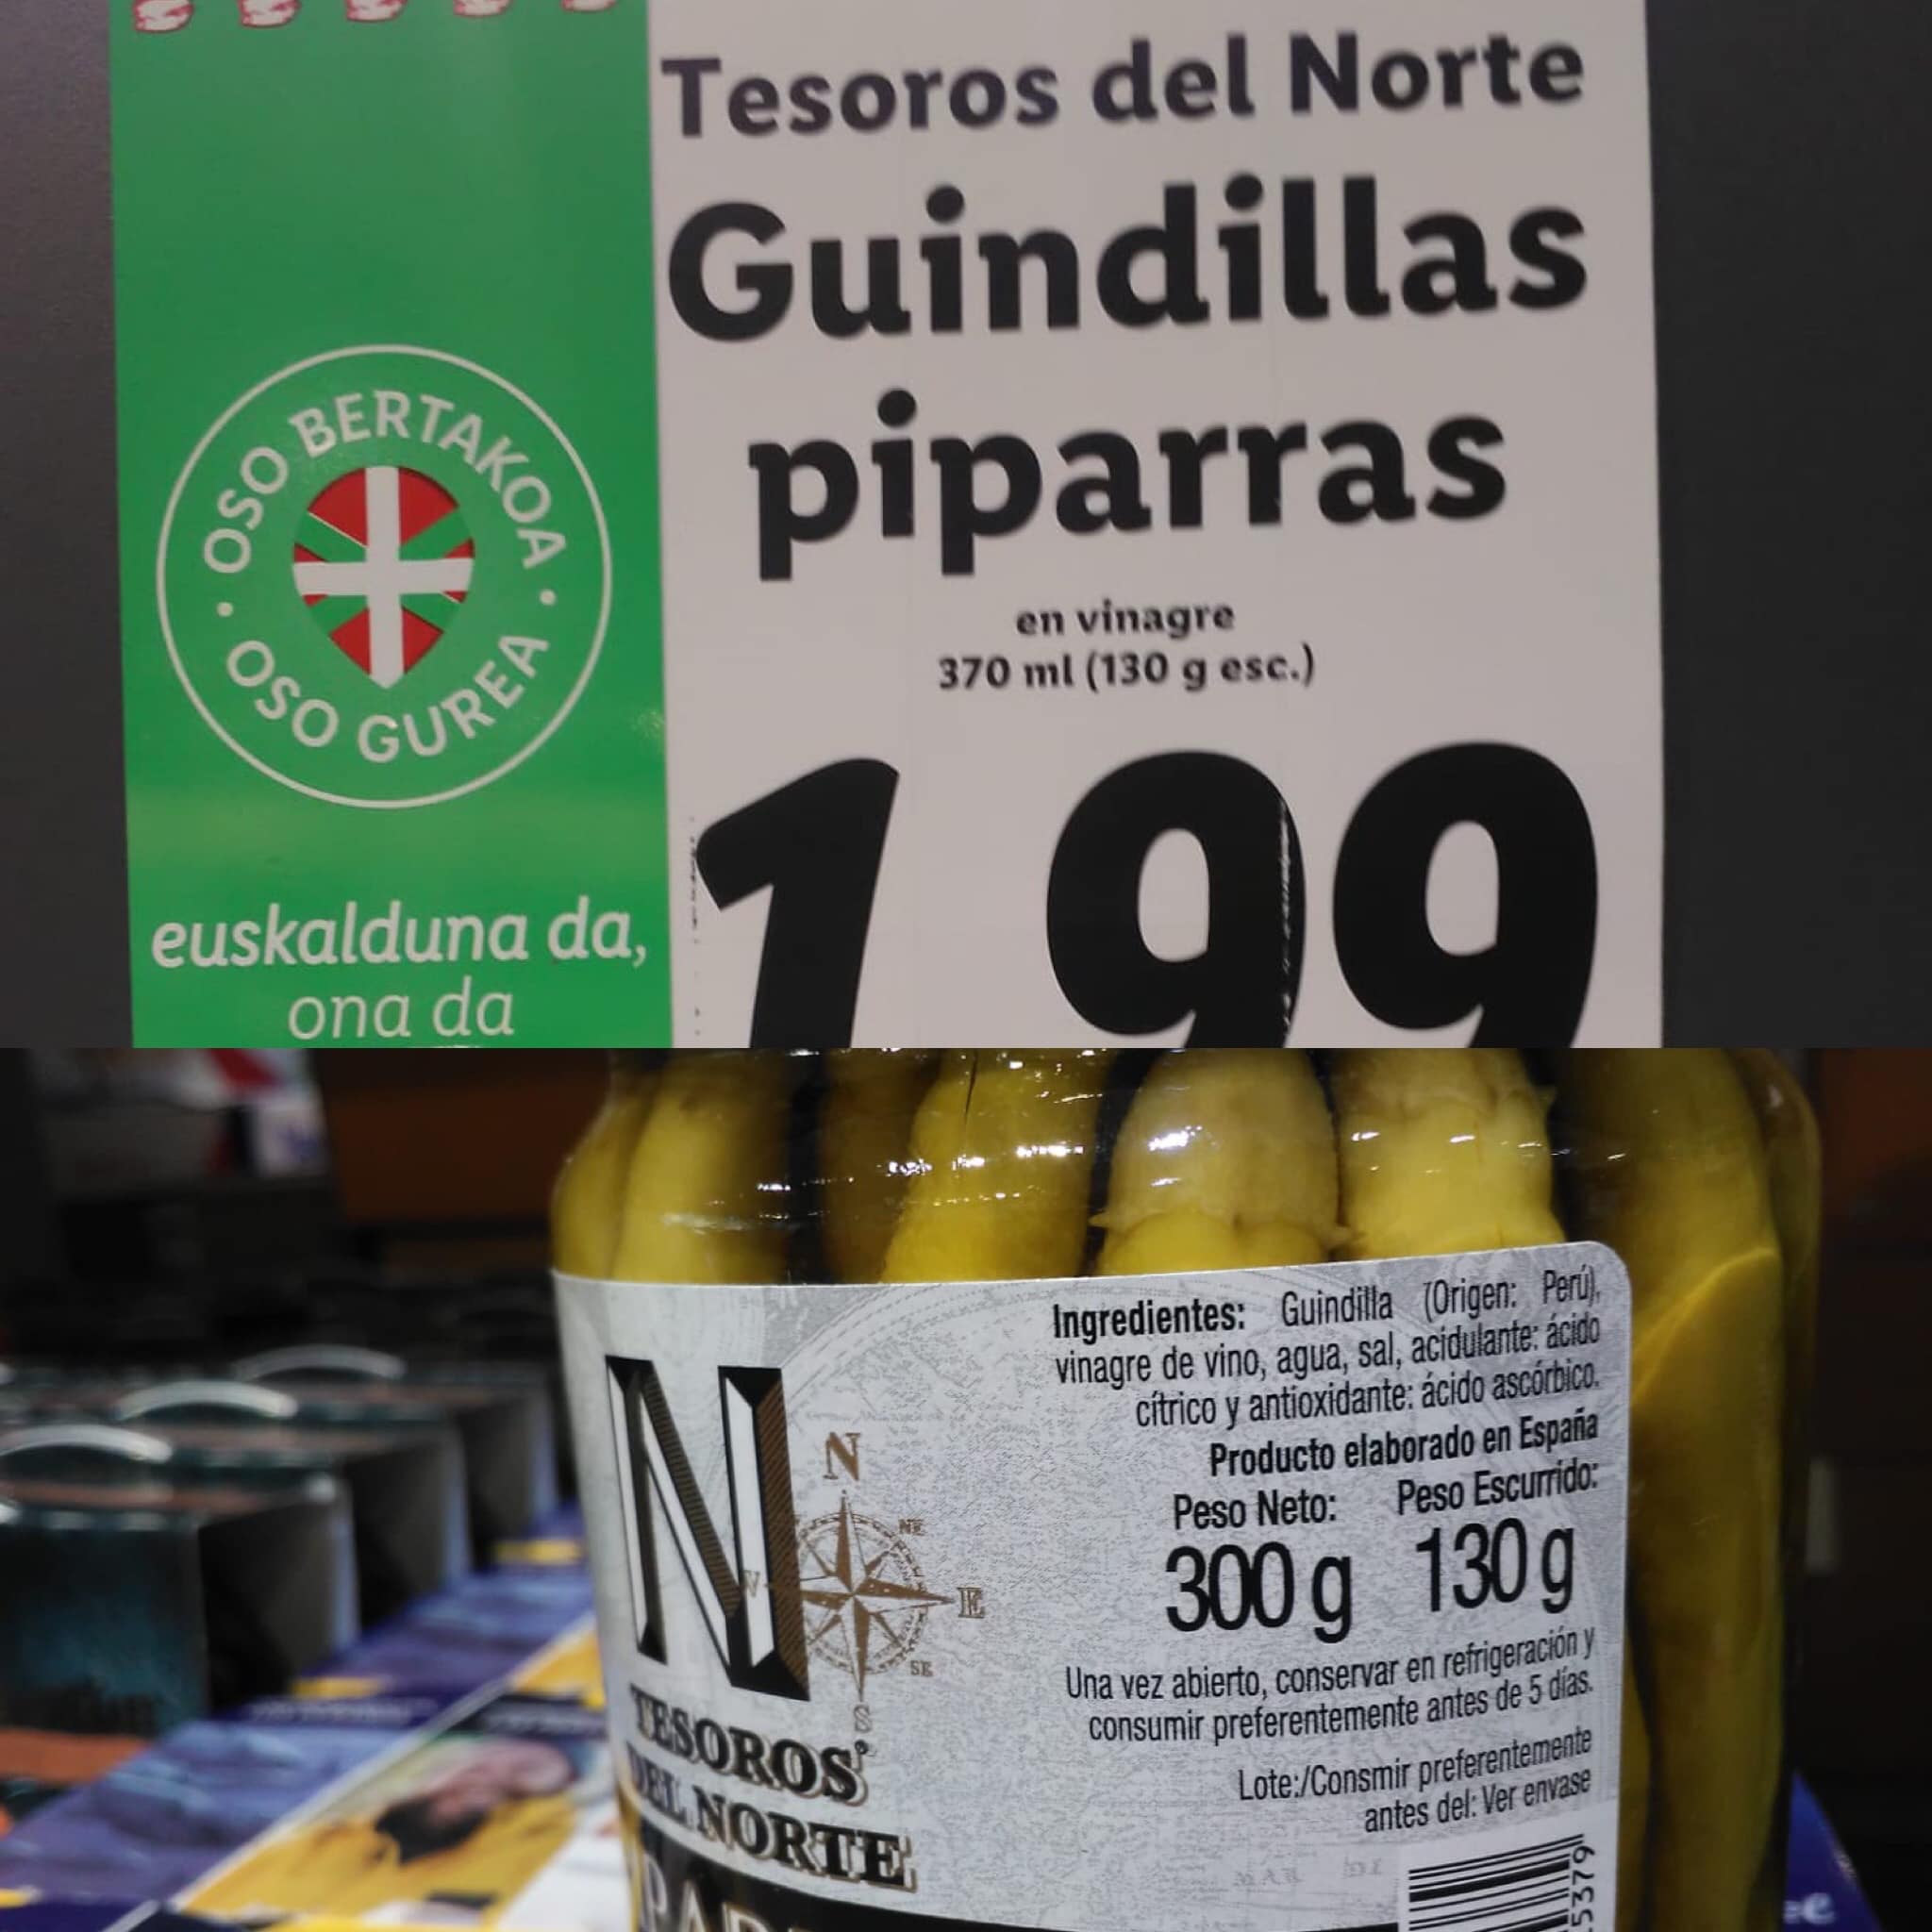 OSO BERTAKOA
OSO GUREA
euskalduna da,
ona da
Tesoros del Norte
Guindillas
piparras
en vinagre
370 ml (130 g esc.)
1 99
Ingredientes: Guindilla (Origen: Perú),
vinagre de vino, agua, sal, acidulante: ácido
cítrico y antioxidante: ácido ascórbico.
Producto elaborado en España
Peso Neto: Peso Escurrido:
300 g 130 g
Una vez abierto, conservar en refrigeración y
consumir preferentemente antes de 5 días.
Lote:/Consmir preferentemente
antes del: Ver envase
N
N
NE
E
SE
S
V
TESOROS
DEL NORTE
5379